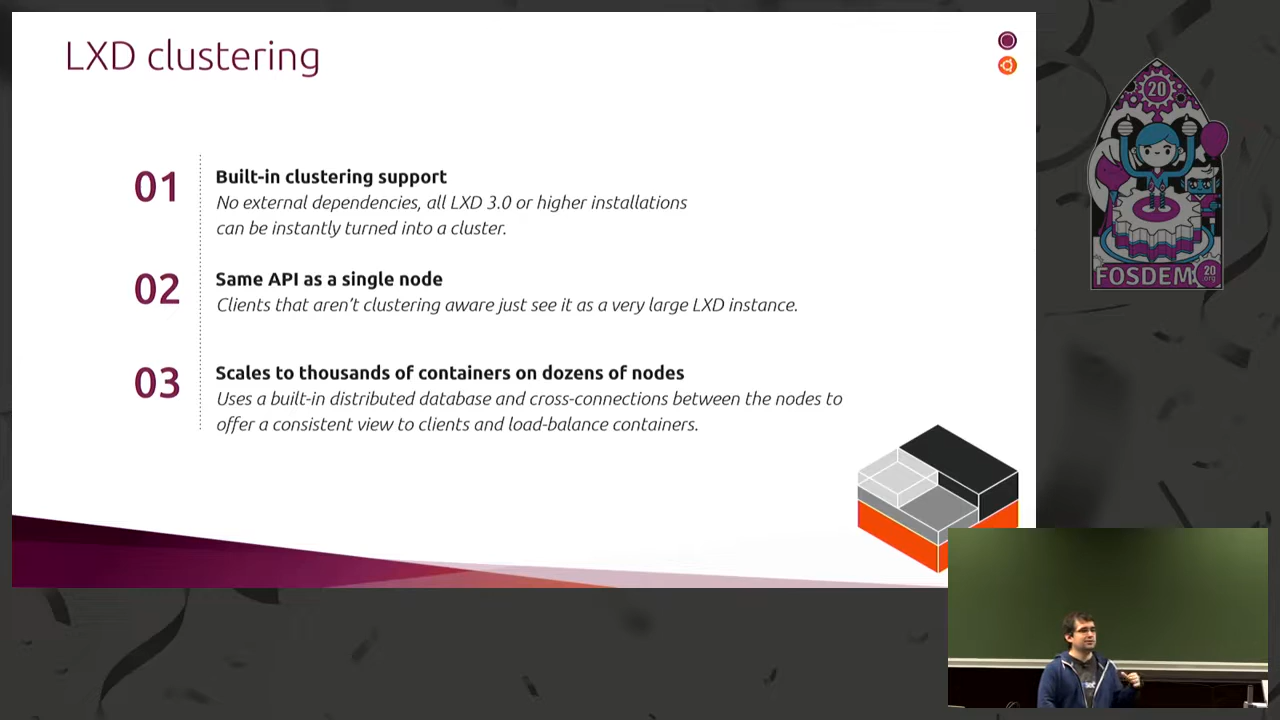 LXD clustering
01
Built-in clustering support
No external dependencies, all LXD 3.0 or higher installations
can be instantly turned into a cluster.
02
Same API as a single node
Clients that aren't clustering aware just see it as a very large LXD instance.
03
Scales to thousands of containers on dozens of nodes
Uses a built-in distributed database and cross-connections between the nodes to
offer a consistent view to clients and load-balance containers.
20
FOSDEM
20
.org